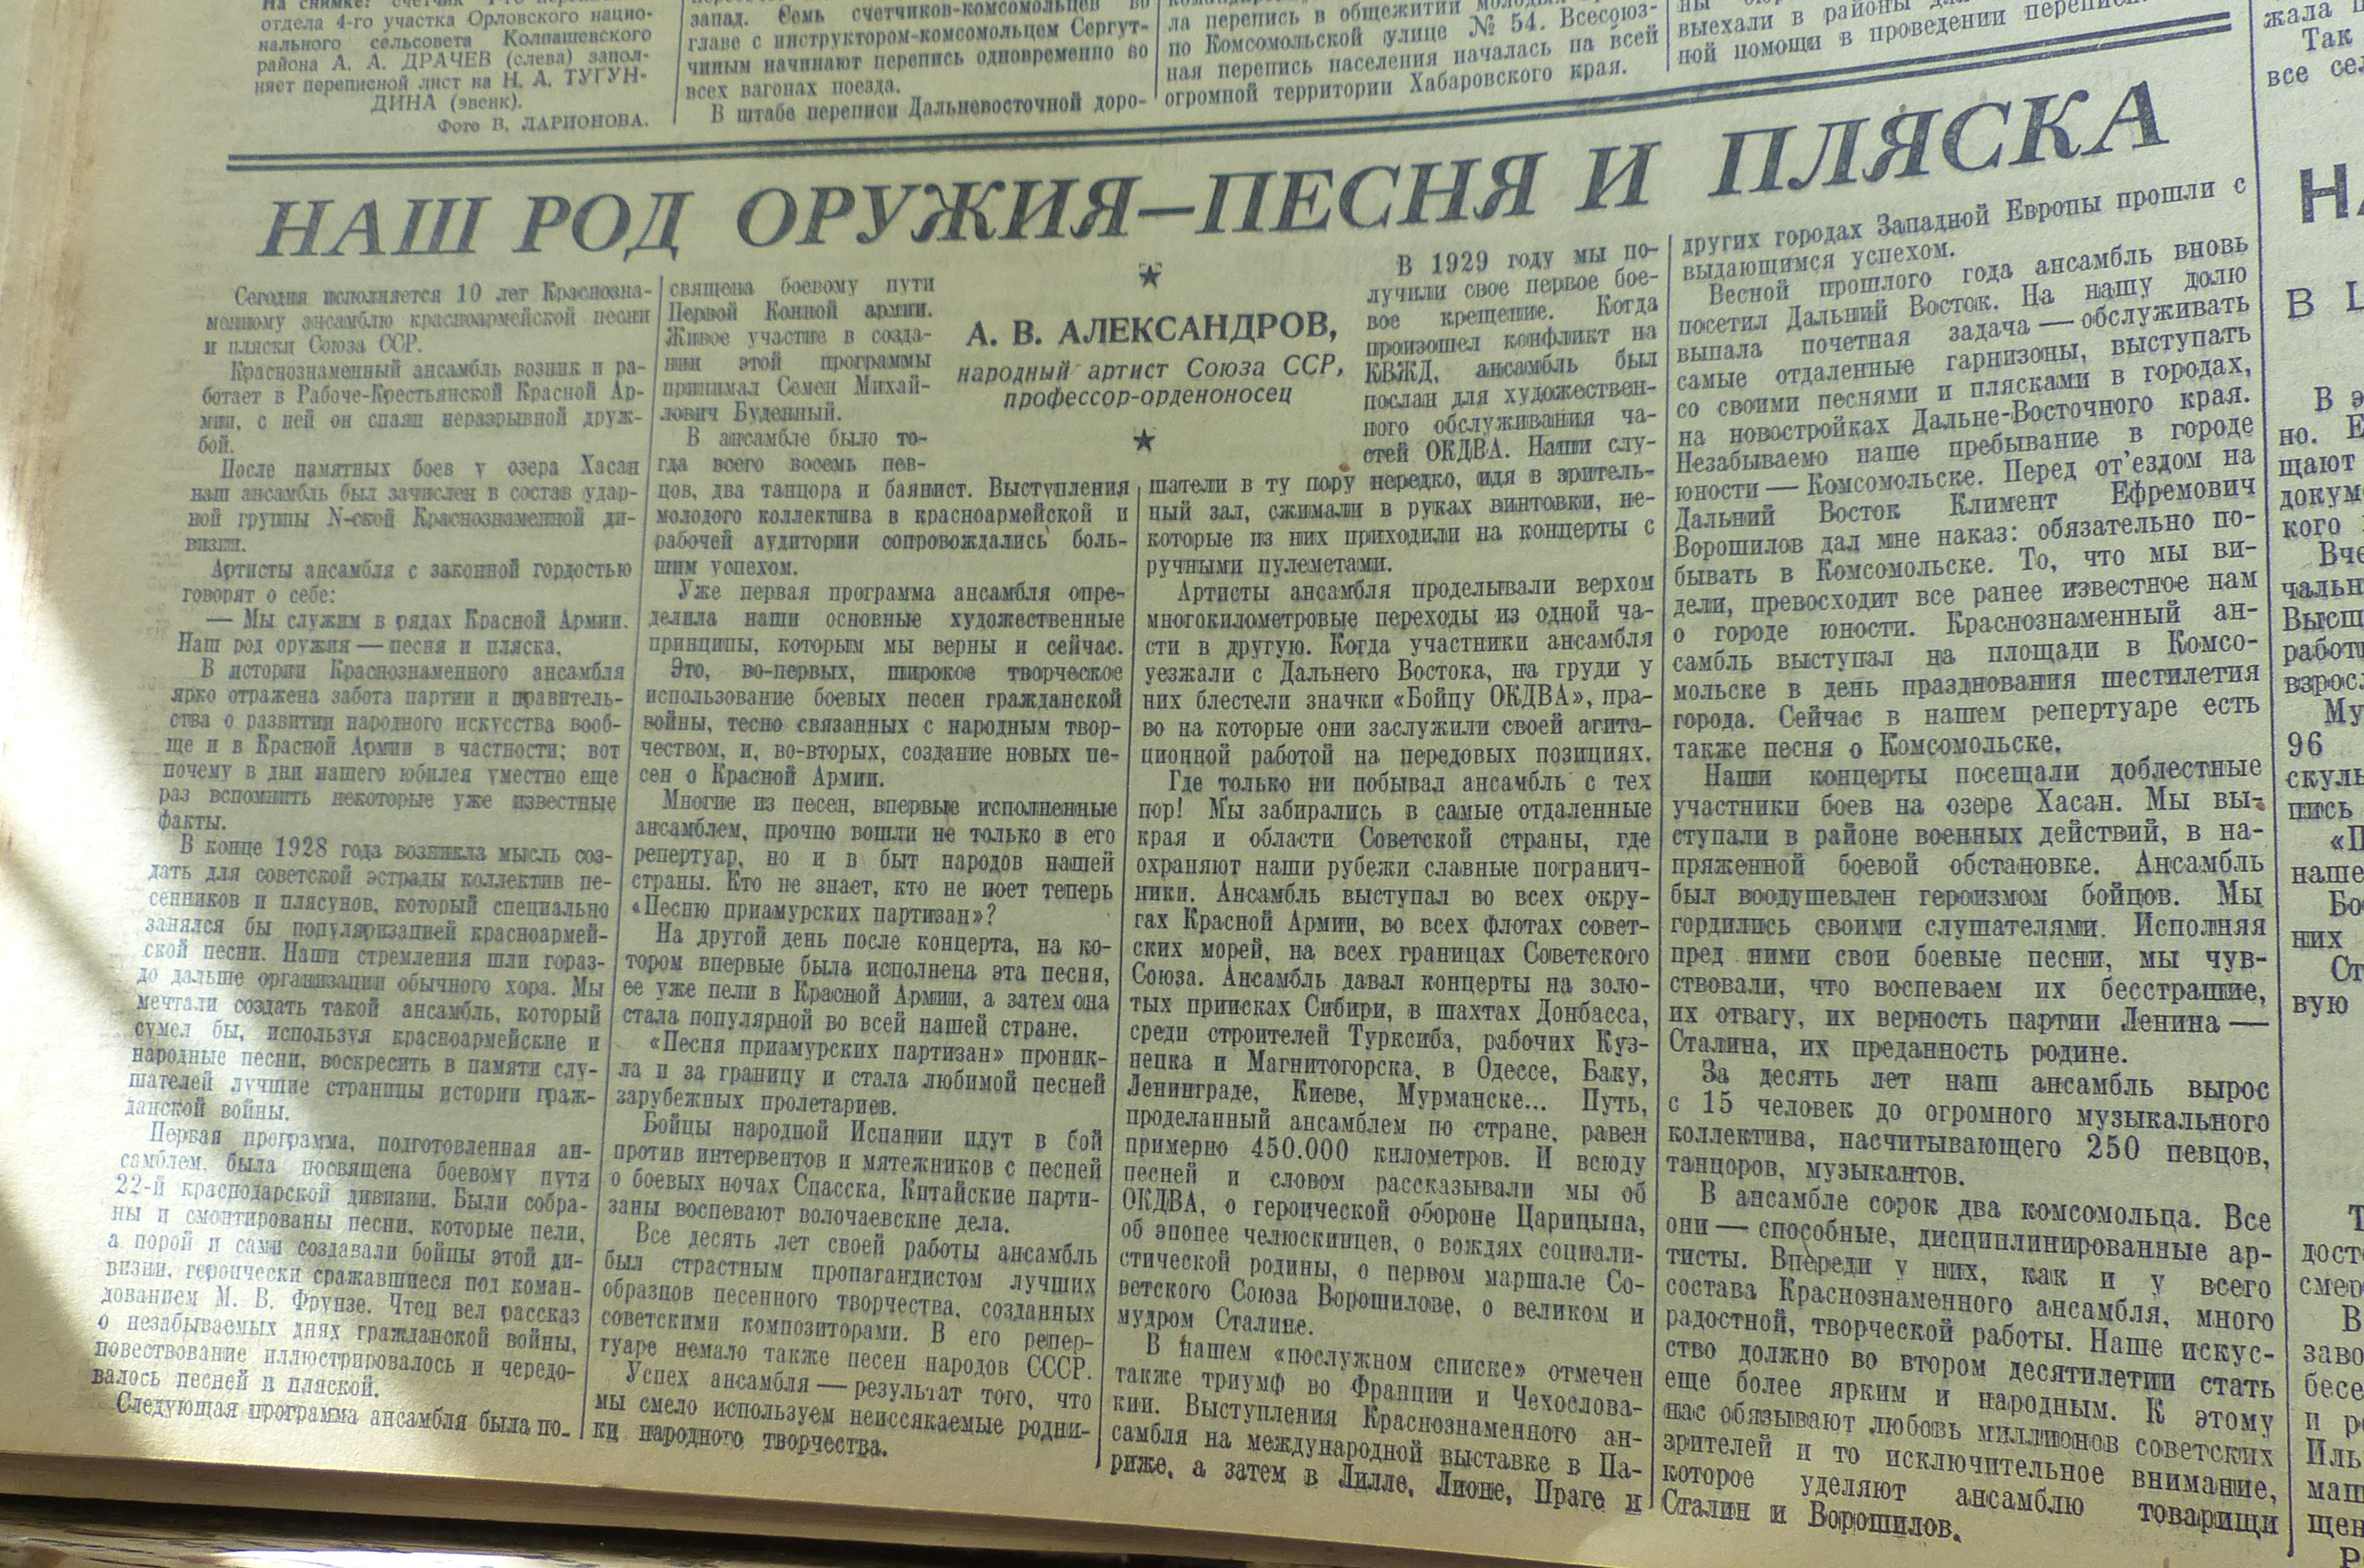 отдела 4-го участка Орловского нацио-
нального сельсовета Колпашевского
района А. А. ДРАЧЕВ (слева) запол-
няет переписной лист на Н. А. ТУГУН-
ДИНА (эвенк).
Фото В. ЛАРИОНОВА.
запад. Семь счетчиков-комсомольцев во
главе с инструктором-комсомольцем Сергут-
чиным начинают перепись одновременно во
всех вагонах поезда.
В штабе переписи Дальневосточной доро-
ла перепись в общежитии
по Комсомольской улице № 54. Всесоюз-
ная перепись населения началась на всей
огромной территории Хабаровского края.
выехали в районы для
ной помощи в проведении переписи.
НАШ РОД ОРУЖИЯ—ПЕСНЯ И ПЛЯСКА
А. В. АЛЕКСАНДРОВ,
народный артист Союза ССР,
профессор-орденоносец
Сегодня исполняется 10 лет Краснозна-
менному ансамблю красноармейской песни
и пляски Союза ССР.
Краснознаменный ансамбль возник и ра-
ботает в Рабоче-Крестьянской Красной Ар-
мии, с ней он спаян неразрывной друж-
бой.
После памятных боев у озера Хасан
наш ансамбль был зачислен в состав удар-
ной группы N-ской Краснознаменной ди-
визии.
Артисты ансамбля с законной гордостью
говорят о себе:
— Мы служим в рядах Красной Армии.
Наш род оружия — песня и пляска.
В истории Краснознаменного ансамбля
ярко отражена забота партии и правитель-
ства о развитии народного искусства вооб-
ще и в Красной Армии в частности; вот
почему в дни нашего юбилея уместно еще
раз вспомнить некоторые уже известные
факты.
В конце 1928 года возникла мысль соз-
дать для советской эстрады коллектив пе-
сенников и плясунов, который специально
занялся бы популяризацией красноармей-
ской песни. Наши стремления шли гораз-
до дальше организации обычного хора. Мы
мечтали создать такой ансамбль, который
сумел бы, используя красноармейские и
народные песни, воскресить в памяти слу-
шателей лучшие страницы истории граж-
данской войны.
Первая программа, подготовленная ан-
самблем, была посвящена боевому пути
22-й краснодарской дивизии. Были собра-
ны и смонтированы песни, которые пели,
а порой и сами создавали бойцы этой ди-
визии, героически сражавшиеся под коман-
дованием М. В. Фрунзе. Чтец вел рассказ
о незабываемых днях гражданской войны,
повествование иллюстрировалось и чередо-
валось песней и пляской.
Следующая программа ансамбля была по-
священа боевому пути
Первой Конной армии.
Живое участие в созда-
нии этой программы
принимал Семен Михай-
лович Буденный.
В ансамбле было то-
гда всего восемь пев-
цов, два танцора и баянист. Выступления
молодого коллектива в красноармейской и
рабочей аудитории сопровождались боль-
шим успехом.
Уже первая программа ансамбля опре-
делила наши основные художественные
принципы, которым мы верны и сейчас.
Это, во-первых, широкое творческое
использование боевых песен гражданской
войны, тесно связанных с народным твор-
чеством, и, во-вторых, создание новых пе-
сен о Красной Армии.
Многие из песен, впервые исполненные
ансамблем, прочно вошли не только в его
репертуар, но и в быт народов нашей
страны. Кто не знает, кто не поет теперь
«Песню приамурских партизан»?
На другой день после концерта, на ко-
тором впервые была исполнена эта песня,
ее уже пели в Красной Армии, а затем она
стала популярной во всей нашей стране.
«Песня приамурских партизан» проник-
ла и за границу и стала любимой песней
зарубежных пролетариев.
Бойцы народной Испании идут в бой
против интервентов и мятежников с песней
о боевых ночах Спасска. Китайские парти-
заны воспевают волочаевские дела.
Все десять лет своей работы ансамбль
был страстным пропагандистом лучших
образцов песенного творчества, созданных
советскими композиторами. В его репер-
туаре немало также песен народов СССР.
Успех ансамбля — результат того, что
мы смело используем неиссякаемые родни-
ки народного творчества.
В 1929 году мы по-
лучили свое первое бое-
вое крещение. Когда
произошел конфликт на
КВЖД, ансамбль был
послан для художествен-
ного обслуживания ча-
стей ОКДВА. Наши слу-
шатели в ту пору нередко, идя в зритель-
ный зал, сжимали в руках винтовки, не-
которые из них приходили на концерты с
ручными пулеметами.
Артисты ансамбля проделывали верхом
многокилометровые переходы из одной ча-
сти в другую. Когда участники ансамбля
уезжали с Дальнего Востока, на груди у
них блестели значки «Бойцу ОКДВА», пра-
во на которые они заслужили своей агита-
ционной работой на передовых позициях.
Где только ни побывал ансамбль с тех
пор! Мы забирались в самые отдаленные
края и области Советской страны, где
охраняют наши рубежи славные погранич-
ники. Ансамбль выступал во всех окру-
гах Красной Армии, во всех флотах совет-
ских морей, на всех границах Советского
Союза. Ансамбль давал концерты на золо-
тых приисках Сибири, в шахтах Донбасса,
среди строителей Турксиба, рабочих Куз-
нецка и Магнитогорска, в Одессе, Баку,
Ленинграде, Киеве, Мурманске... Путь,
проделанный ансамблем по стране, равен
примерно 450.000 километров. И всюду
песней и словом рассказывали мы об
ОКДВА, о героической обороне Царицына,
об эпопее челюскинцев, о вождях социали-
стической родины, о первом маршале Со-
ветского Союза Ворошилове, о великом и
мудром Сталине.
В нашем «послужном списке» отмечен
также триумф во Франции и Чехослова-
кии. Выступления Краснознаменного ан-
самбля на международной выставке в Па-
риже, а затем в Лилле, Лионе, Праге и
других городах Западной Европы прошли с
выдающимся успехом.
Весной прошлого года ансамбль вновь
посетил Дальний Восток. На нашу долю
выпала почетная задача — обслуживать
самые отдаленные гарнизоны, выступать
со своими песнями и плясками в городах,
на новостройках Дальне-Восточного края.
Незабываемо наше пребывание в городе
юности — Комсомольске. Перед от'ездом на
Дальний Восток Климент Ефремович
Ворошилов дал мне наказ: обязательно по-
бывать в Комсомольске. То, что мы ви-
дели, превосходит все ранее известное нам
о городе юности. Краснознаменный ан-
самбль выступал на площади в Комсо-
мольске в день празднования шестилетия
города. Сейчас в нашем репертуаре есть
также песня о Комсомольске.
Наши концерты посещали доблестные
участники боев на озере Хасан. Мы вы-
ступали в районе военных действий, в на-
пряженной боевой обстановке. Ансамбль
был воодушевлен героизмом бойцов. Мы
гордились своими слушателями. Исполняя
пред ними свои боевые песни, мы чув-
ствовали, что воспеваем их бесстрашие,
их отвагу, их верность партии Ленина —
Сталина, их преданность родине.
За десять лет наш ансамбль вырос
с 15 человек до огромного музыкального
коллектива, насчитывающего 250 певцов,
танцоров, музыкантов.
В ансамбле сорок два комсомольца. Все
они — способные, дисциплинированные ар-
тисты. Впереди у них, как и у всего
состава Краснознаменного ансамбля, много
радостной, творческой работы. Наше искус-
ство должно во втором десятилетии стать
еще более ярким и народным. К этому
нас обязывают любовь миллионов советских
зрителей и то исключительное внимание,
которое уделяют ансамблю товарищи
Сталин и Ворошилов.
жала
Так
все
В
но.
96